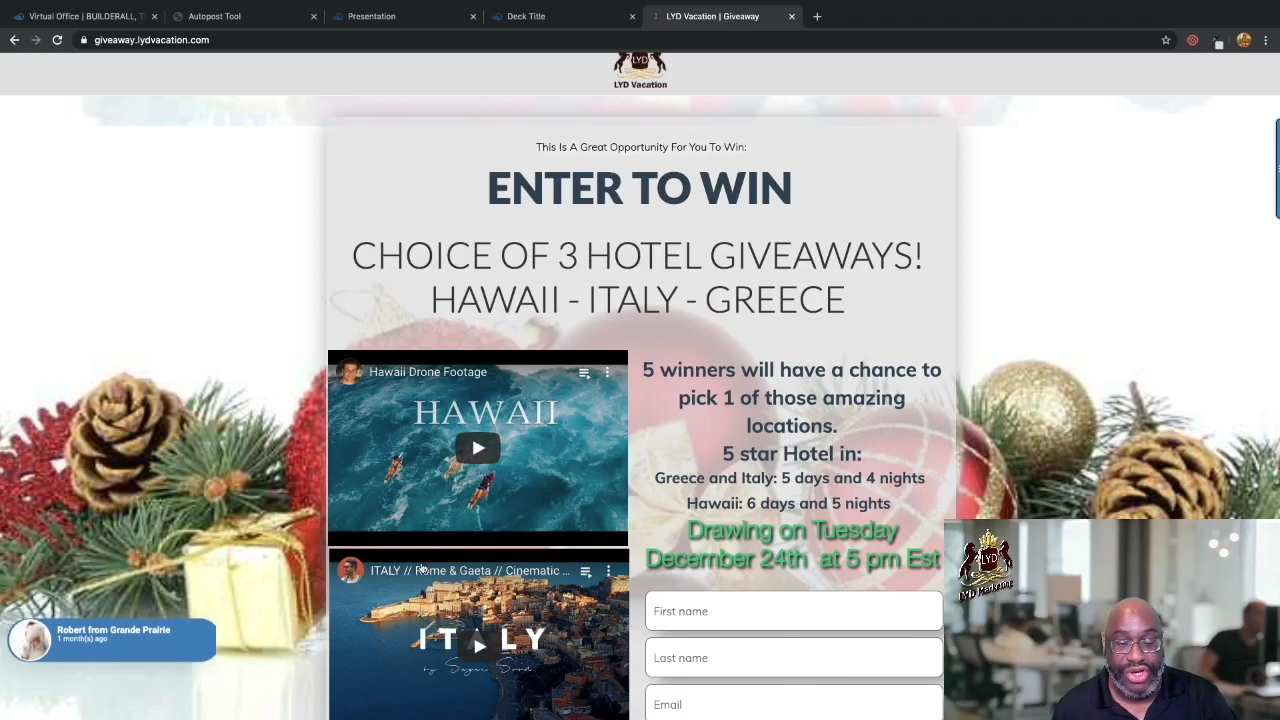 Virtual Office | BUILDERALL, T
Autopost Tool
Presentation
Deck Title
LYD Vacation | Giveaway
giveaway.lydvacation.com
LYD
LYD Vacation
This Is A Great Opportunity For You To Win:
ENTER TO WIN
CHOICE OF 3 HOTEL GIVEAWAYS!
HAWAII - ITALY - GREECE
Hawaii Drone Footage
HAWAII
ITALY // Rome & Gaeta // Cinematic ...
ITALY
5 winners will have a chance to
pick 1 of those amazing
locations.
5 star Hotel in:
Greece and Italy: 5 days and 4 nights
Hawaii: 6 days and 5 nights
Drawing on Tuesday
December 24th at 5 pm Est
First name
Last name
Email
Robert from Grande Prairie
1 month(s) ago
LYD